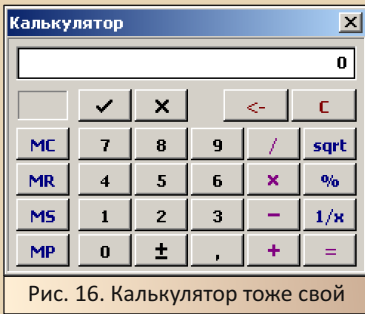 Калькулятор
0
<- C
MC 7 8 9 / sqrt
MR 4 5 6 × %
MS 1 2 3 − 1/x
MP 0 ± , + =
Рис. 16. Калькулятор тоже свой